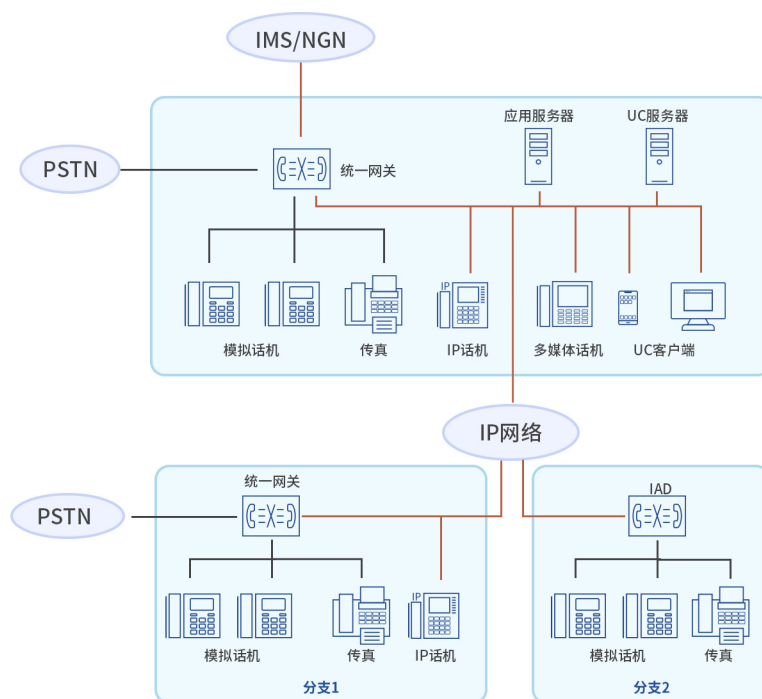 IMS/NGN
应用服务器
UC服务器
PSTN
统一网关
IP
模拟话机
传真
IP话机
多媒体话机
UC客户端
IP网络
统一网关
IAD
PSTN
IP
模拟话机
传真
IP话机
模拟话机
传真
分支1
分支2